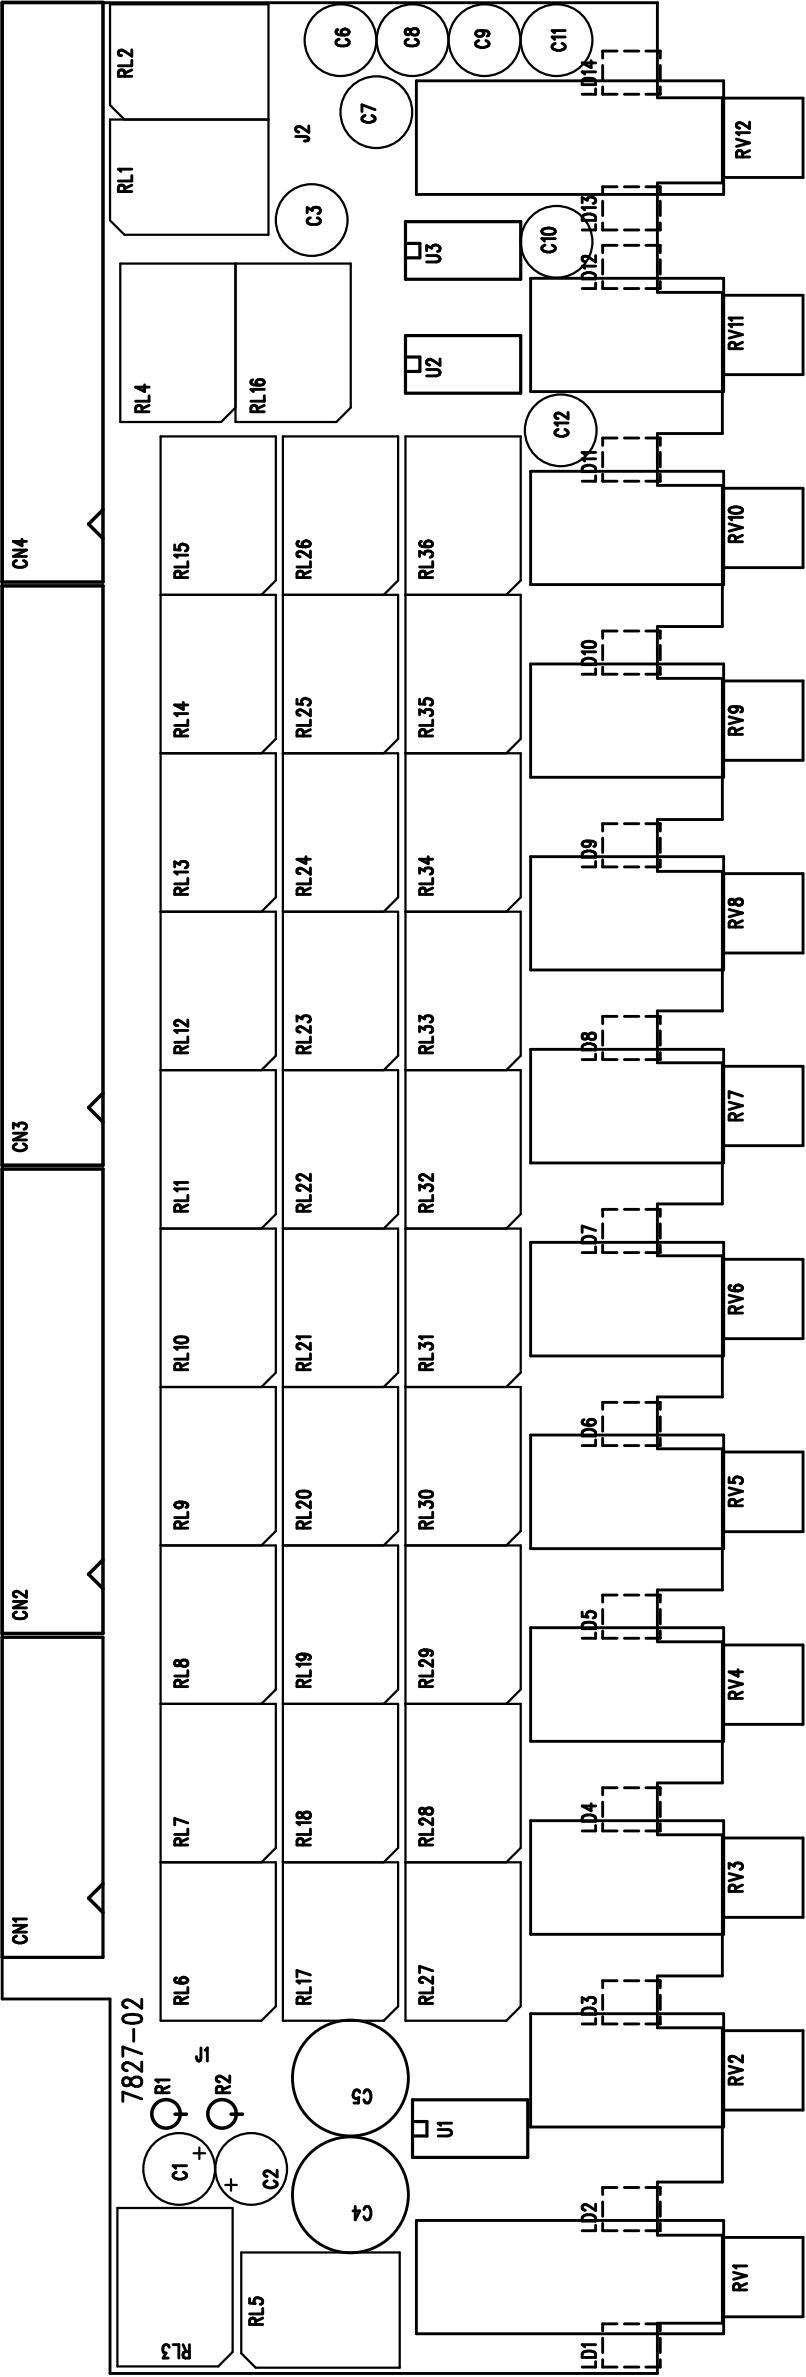 RL2
C6
C8
C9
C11
LD14
C7
J2
RV12
RL1
C3
LD13
U3
C10
LD12
RV11
U2
RL4
RL16
C12
LD11
CN4
RL15
RL26
RL36
RV10
LD10
RL14
RL25
RL35
RV9
LD9
RL13
RL24
RL34
RV8
RL12
RL23
RL33
LD8
CN3
RV7
RL11
RL22
RL32
LD7
RV6
RL10
RL21
RL31
LD6
RL9
RL20
RL30
RV5
CN2
LD5
RL8
RL19
RL29
RV4
LD4
RL7
RL18
RL28
RV3
CN1
RL6
RL17
RL27
LD3
7827-02
J1
R1
R2
RV2
C5
U1
C1
+
C2
+
C4
LD2
RV1
RL5
RL3
LD1